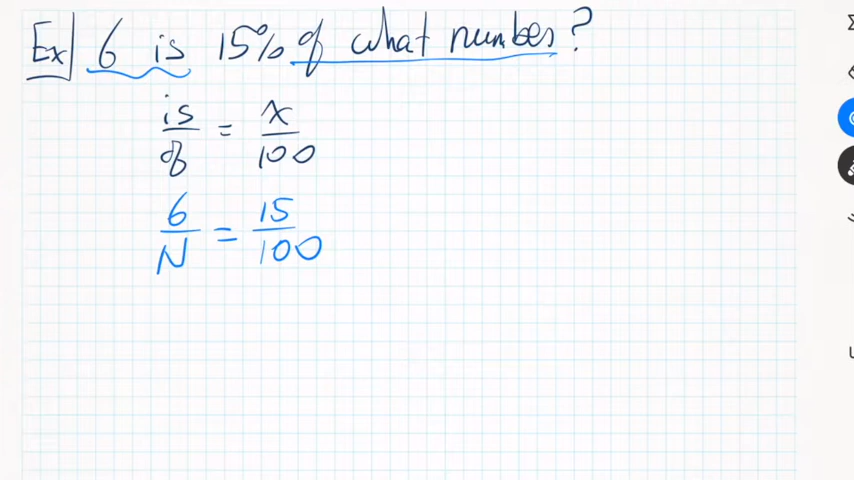 Ex 6 is 15% of what number?
is/of = x/100
6/N = 15/100